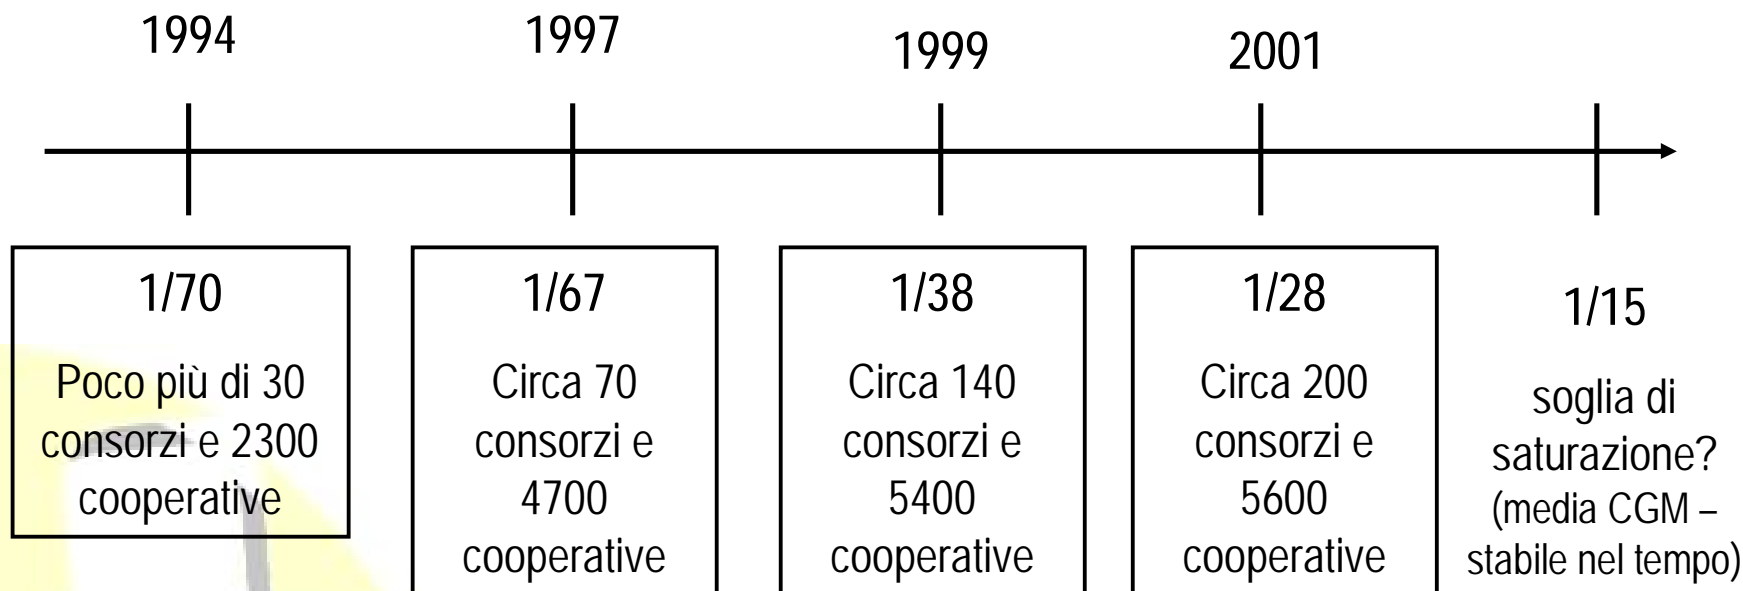 1994
1997
1999
2001
1/70
Poco più di 30
consorzi e 2300
cooperative
1/67
Circa 70
consorzi e
4700
cooperative
1/38
Circa 140
consorzi e
5400
cooperative
1/28
Circa 200
consorzi e
5600
cooperative
1/15
soglia di
saturazione?
(media CGM –
stabile nel tempo)